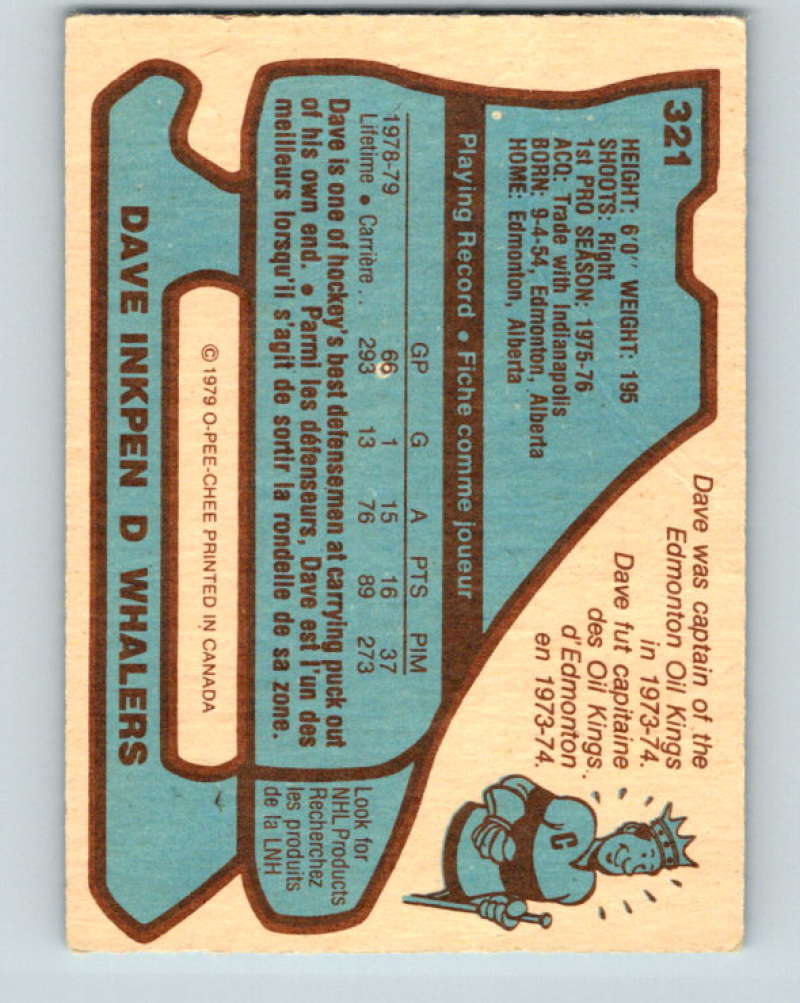 321
HEIGHT: 6'0" WEIGHT: 195
SHOOTS: Right
1st PRO SEASON: 1975-76
ACQ: Trade with Indianapolis
BORN: 9-4-54, Edmonton, Alberta
HOME: Edmonton, Alberta
Dave was captain of the
Edmonton Oil Kings
in 1973-74.
Dave fut capitaine
des Oil Kings
d'Edmonton
en 1973-74.
C
Playing Record • Fiche comme joueur
GP G A PTS PIM
1978-79 66 1 15 16 37
Lifetime • Carrière... 293 13 76 89 273
Dave is one of hockey's best defensemen at carrying puck out
of his own end. • Parmi les défenseurs, Dave est l'un des
meilleurs lorsqu'il s'agit de sortir la rondelle de sa zone.
Look for
NHL Products
Recherchez
les produits
de la LNH
© 1979 O-PEE-CHEE PRINTED IN CANADA
DAVE INKPEN D WHALERS